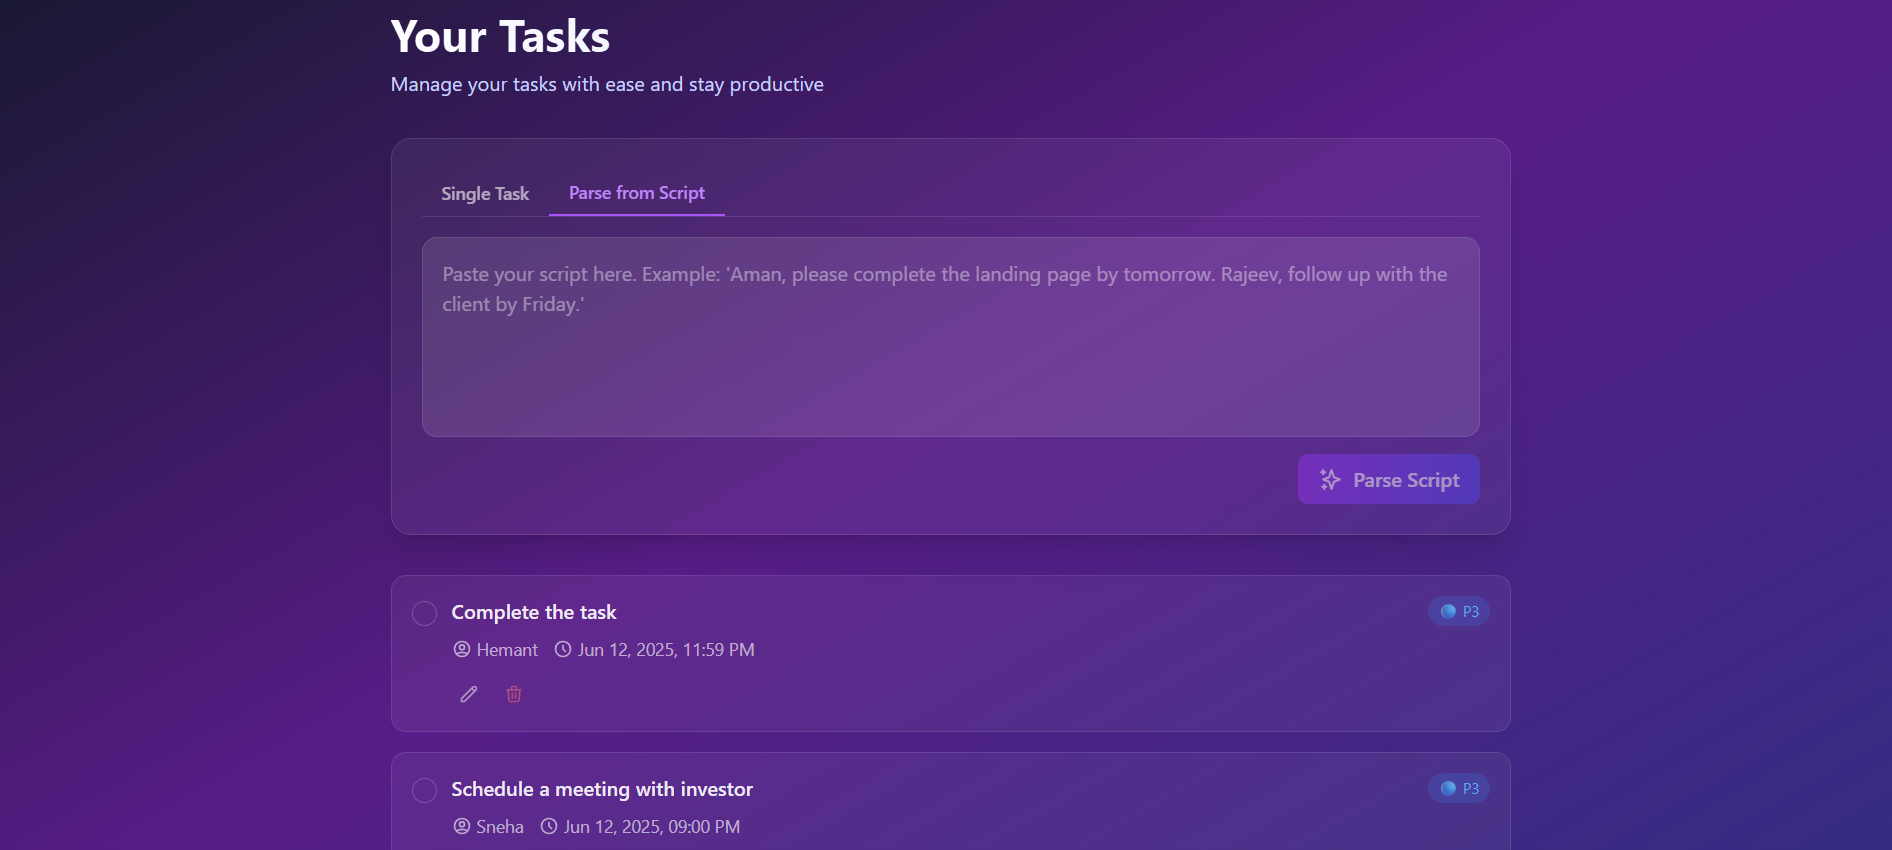 Your Tasks
Manage your tasks with ease and stay productive
Single Task
Parse from Script
Paste your script here. Example: 'Aman, please complete the landing page by tomorrow. Rajeev, follow up with the
client by Friday.'
Parse Script
Complete the task
P3
Hemant Jun 12, 2025, 11:59 PM
Schedule a meeting with investor
P3
Sneha Jun 12, 2025, 09:00 PM